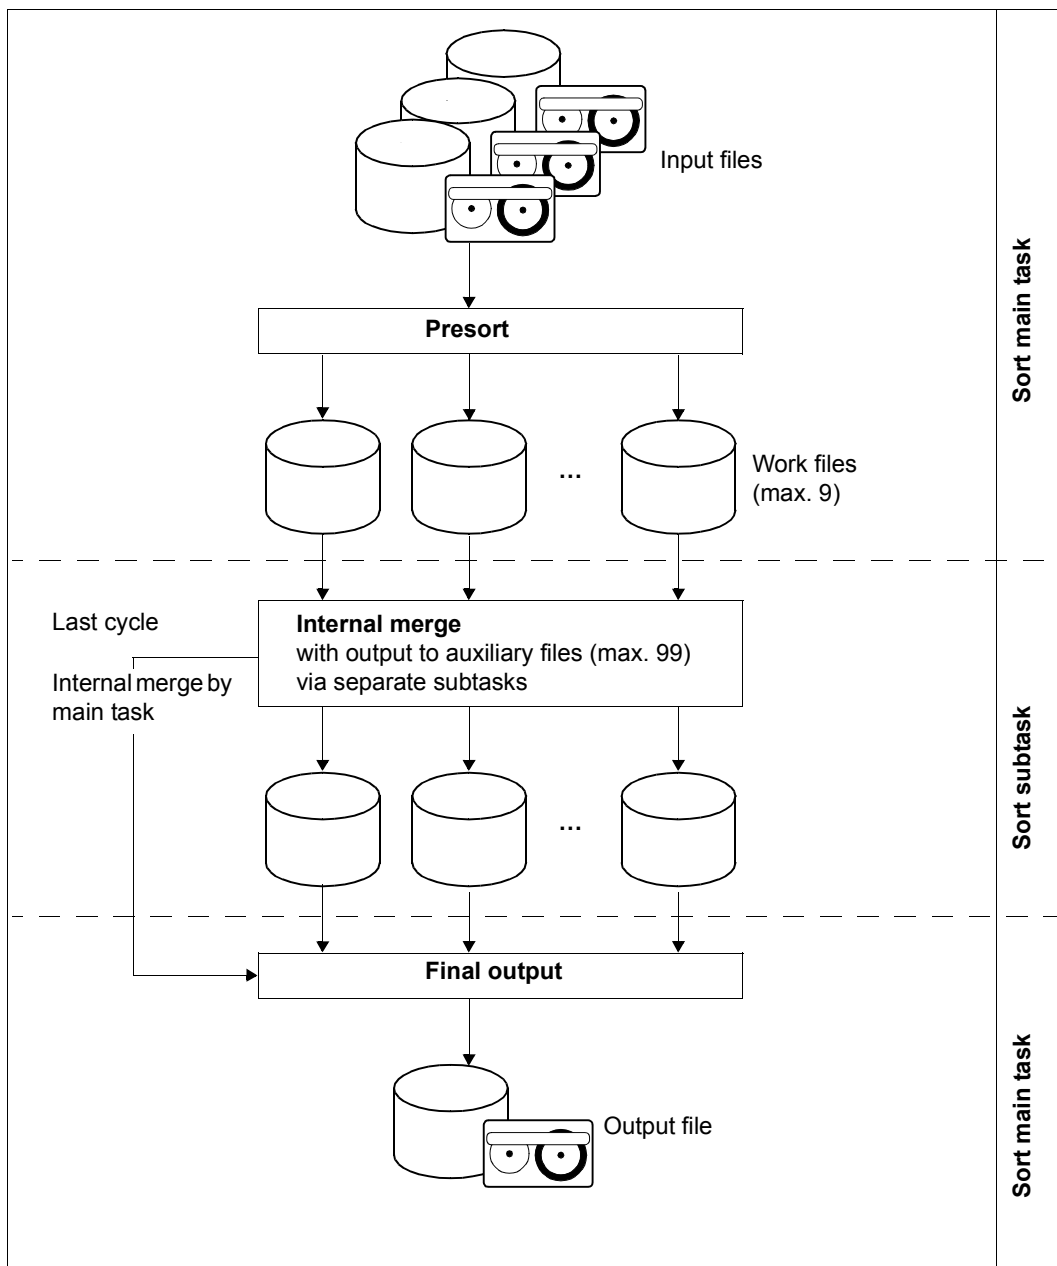 Input files
Sort main task
Presort
...
Work files
(max. 9)
Last cycle
Internal merge
with output to auxiliary files (max. 99)
via separate subtasks
Internal merge by
main task
Sort subtask
...
Final output
Output file
Sort main task